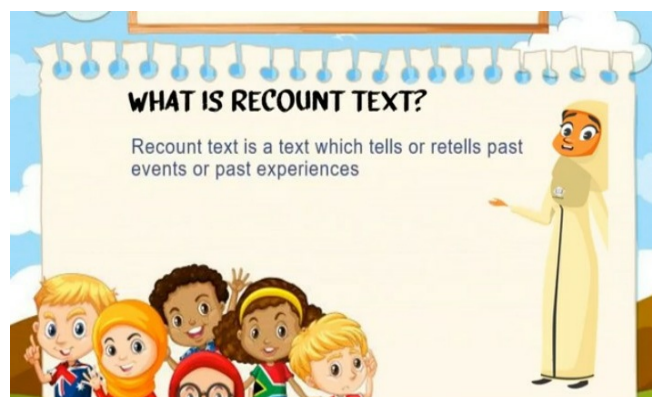 WHAT IS RECOUNT TEXT?
Recount text is a text which tells or retells past
events or past experiences